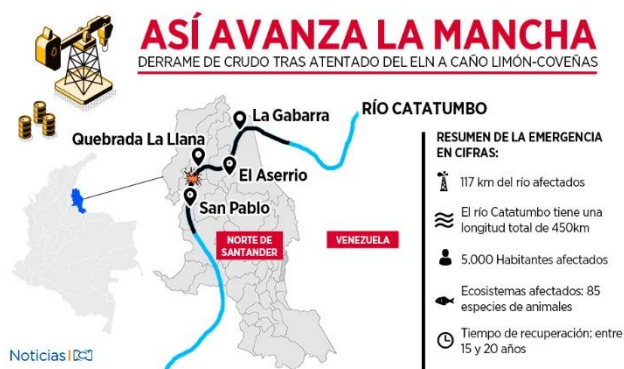 ASÍ AVANZA LA MANCHA
DERRAME DE CRUDO TRAS ATENTADO DEL ELN A CAÑO LIMÓN-COVEÑAS
La Gabarra
RÍO CATATUMBO
Quebrada La Llana
El Aserrio
San Pablo
NORTE DE
SANTANDER
VENEZUELA
RESUMEN DE LA EMERGENCIA
EN CIFRAS:
117 km del río afectados
El río Catatumbo tiene una
longitud total de 450km
5.000 Habitantes afectados
Ecosistemas afectados: 85
especies de animales
Tiempo de recuperación: entre
15 y 20 años
Noticias RCN